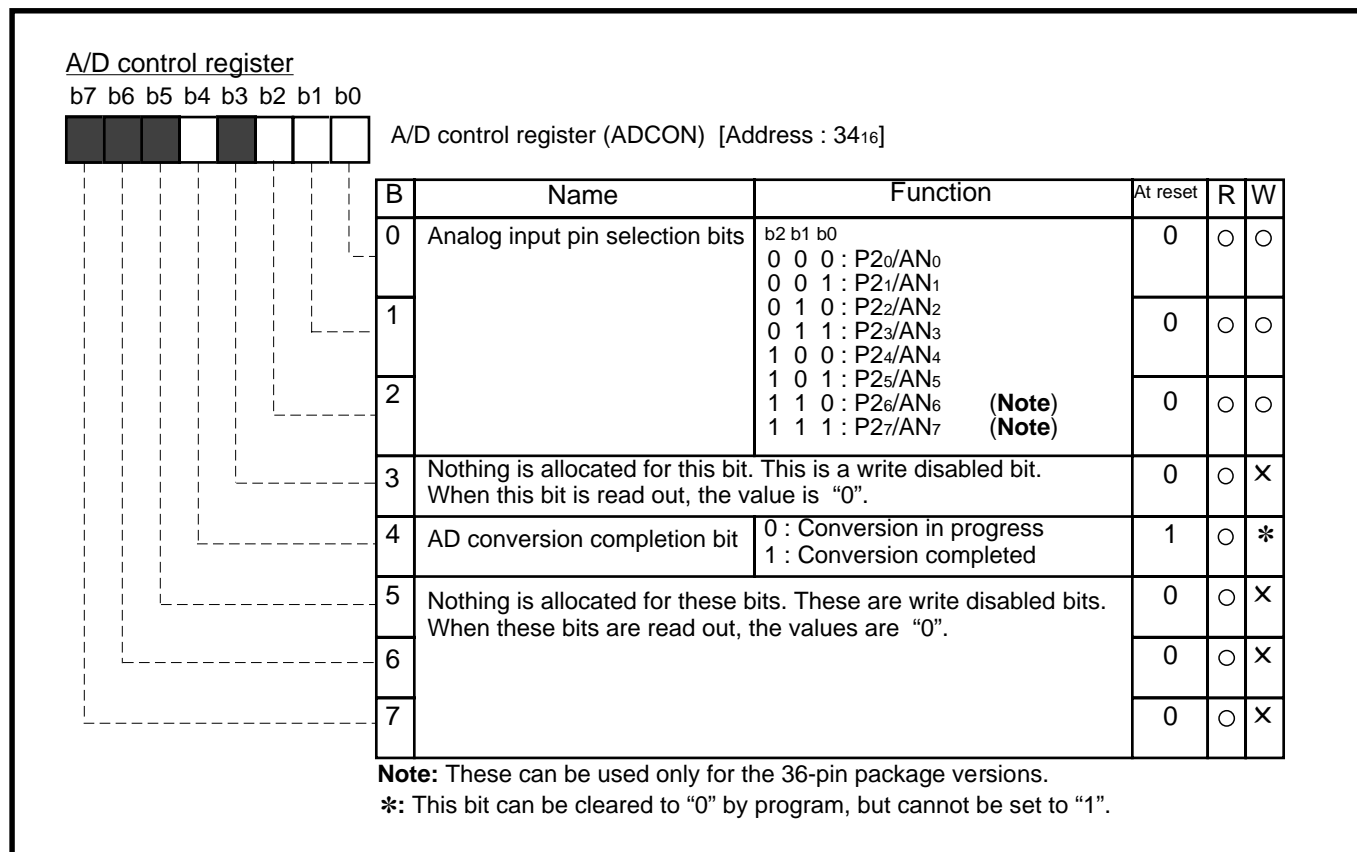 A/D control register
b7 b6 b5 b4 b3 b2 b1 b0
A/D control register (ADCON) [Address : 3416]
B Name Function At reset R W
0 Analog input pin selection bits b2 b1 b0 0 ○ ○
0 0 0 : P20/AN0
0 0 1 : P21/AN1
0 1 0 : P22/AN2
1 0 ○ ○
0 1 1 : P23/AN3
1 0 0 : P24/AN4
1 0 1 : P25/AN5
2 0 ○ ○
1 1 0 : P26/AN6 (Note)
1 1 1 : P27/AN7 (Note)
3 Nothing is allocated for this bit. This is a write disabled bit. 0 ○ ×
When this bit is read out, the value is “0”.
4 AD conversion completion bit 0 : Conversion in progress 1 ○ ✻
1 : Conversion completed
5 Nothing is allocated for these bits. These are write disabled bits. 0 ○ ×
When these bits are read out, the values are “0”.
6 0 ○ ×
7 0 ○ ×
Note: These can be used only for the 36-pin package versions.
✻: This bit can be cleared to “0” by program, but cannot be set to “1”.